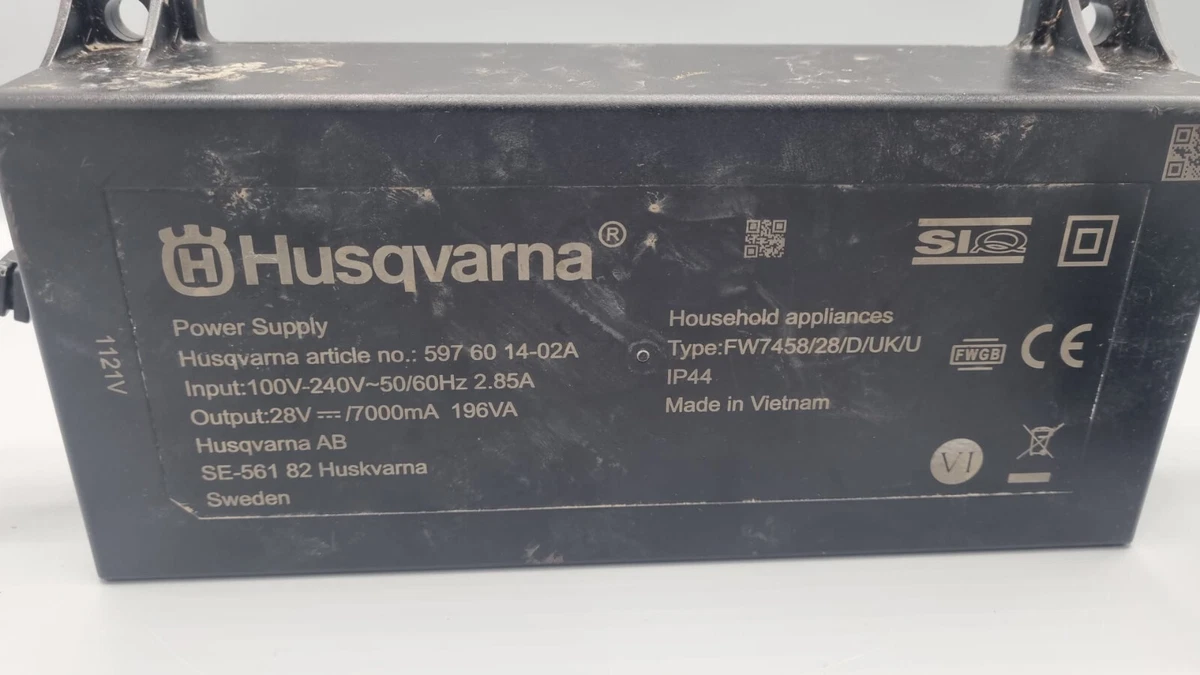 Husqvarna®
Power Supply
Husqvarna article no.: 597 60 14-02A
Input:100V-240V~50/60Hz 2.85A
Output:28V ⎓/7000mA 196VA
Husqvarna AB
SE-561 82 Huskvarna
Sweden
1121V
SIQ
Household appliances
Type:FW7458/28/D/UK/U
IP44
Made in Vietnam
FWGB
CE
VI